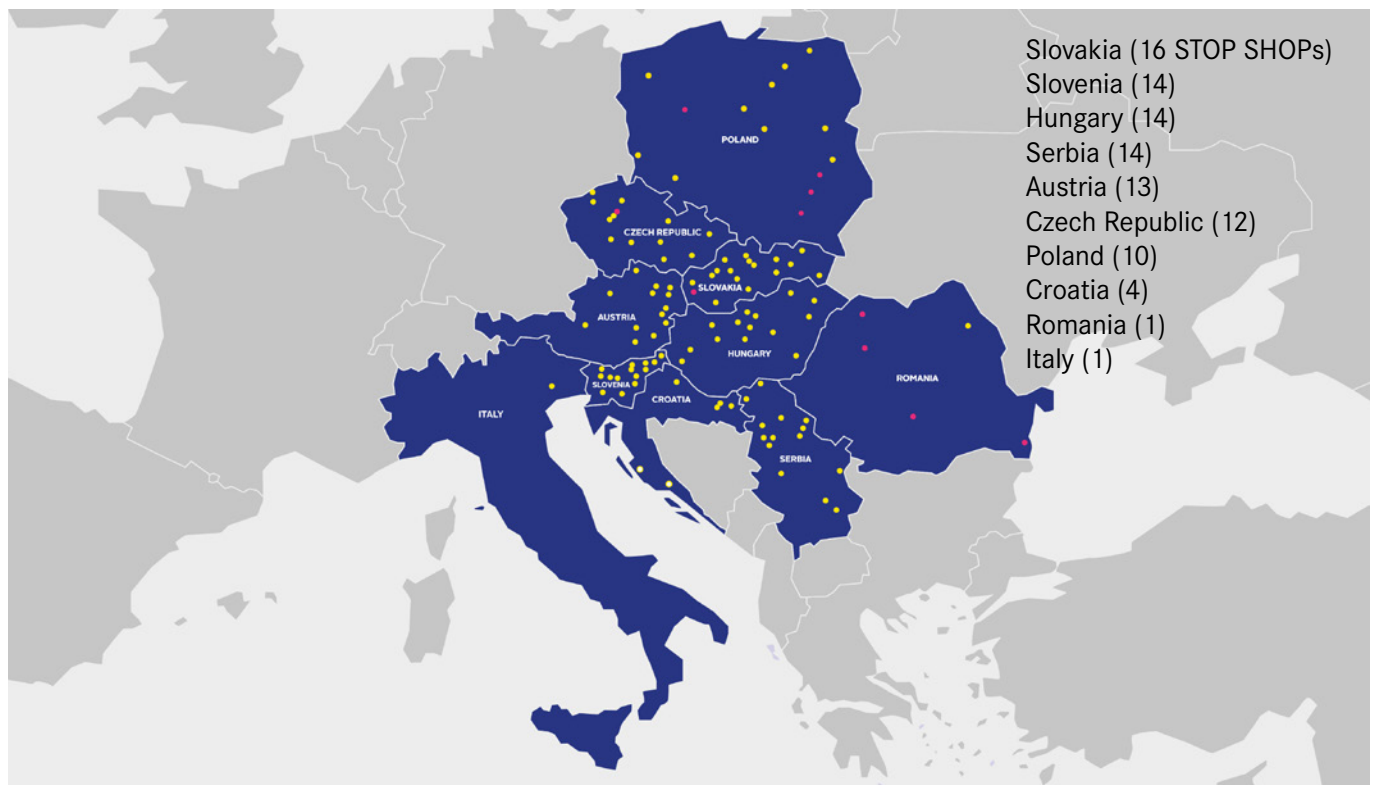 Slovakia (16 STOP SHOPs)
Slovenia (14)
Hungary (14)
Serbia (14)
Austria (13)
Czech Republic (12)
Poland (10)
Croatia (4)
Romania (1)
Italy (1)
POLAND
CZECH REPUBLIC
SLOVAKIA
AUSTRIA
HUNGARY
SLOVENIA
ROMANIA
CROATIA
ITALY
SERBIA